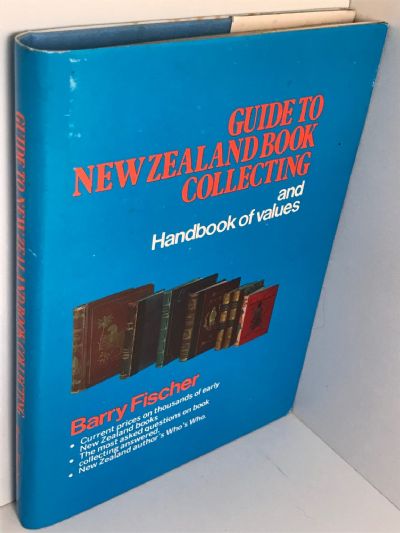 GUIDE TO NEW ZEALAND BOOK COLLECTING
GUIDE TO
NEW ZEALAND BOOK
COLLECTING
and
Handbook of values
Barry Fischer
• Current prices on thousands of early
New Zealand books
• The most asked questions on book
collecting answered.
• New Zealand author's Who's Who.